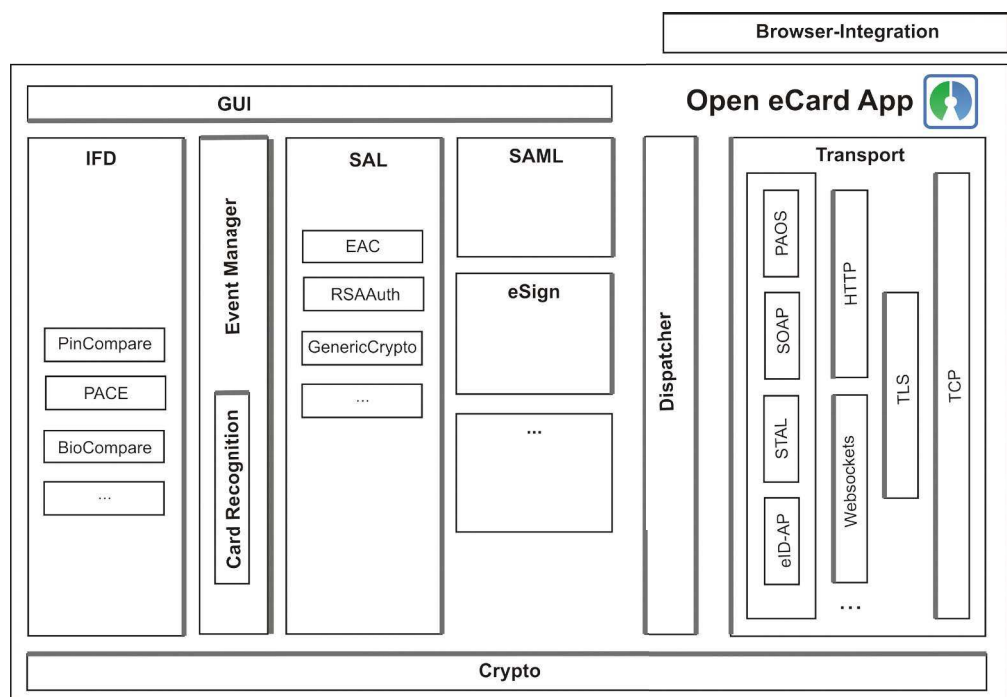 Browser-Integration
Open eCard App
GUI
IFD
PinCompare
PACE
BioCompare
...
Event Manager
Card Recognition
SAL
EAC
RSAAuth
GenericCrypto
...
SAML
eSign
...
Dispatcher
Transport
PAOS
SOAP
STAL
eID-AP
HTTP
Websockets
...
TLS
TCP
Crypto